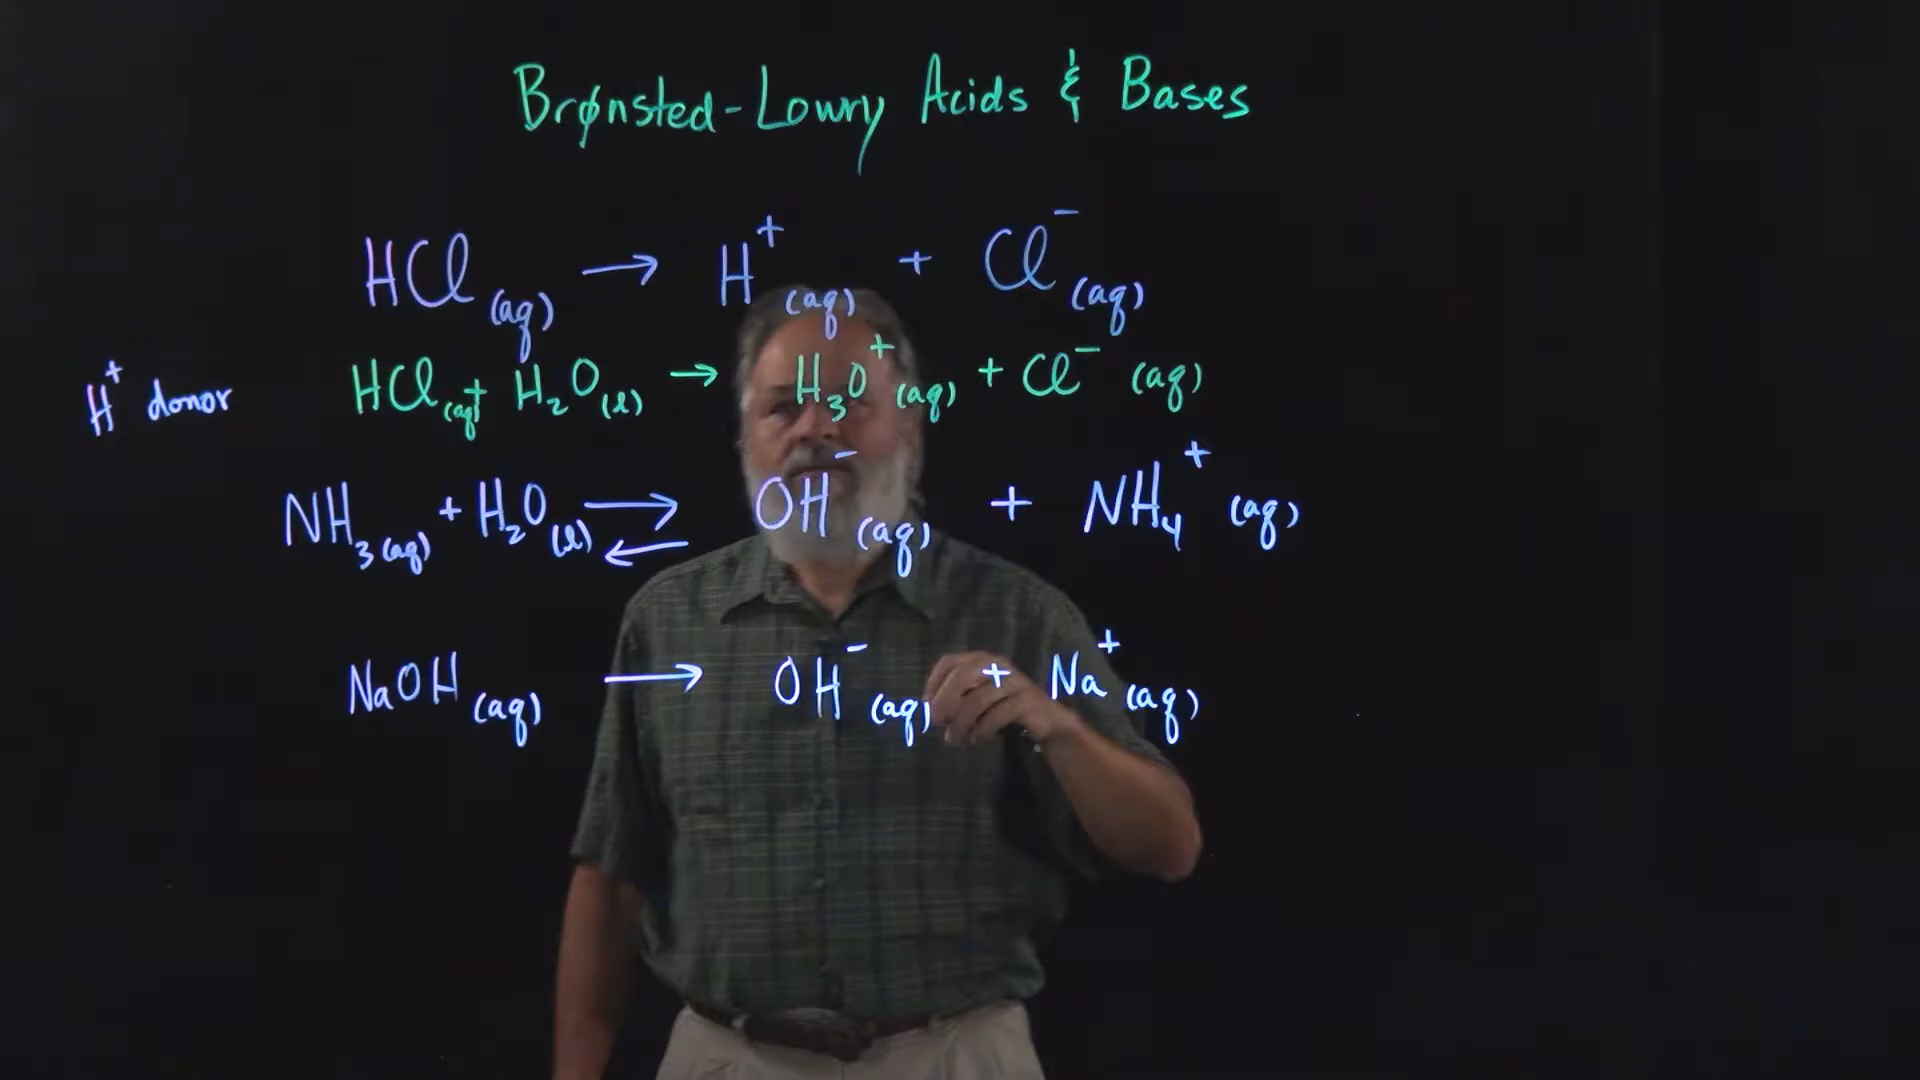 Brønsted-Lowry Acids & Bases
HCl (aq) → H⁺ (aq) + Cl⁻ (aq)
H⁺ donor HCl (aq) + H₂O (l) → H₃O⁺ (aq) + Cl⁻ (aq)
NH₃ (aq) + H₂O (l) ⇄ OH⁻ (aq) + NH₄⁺ (aq)
NaOH (aq) → OH⁻ (aq) + Na⁺ (aq)